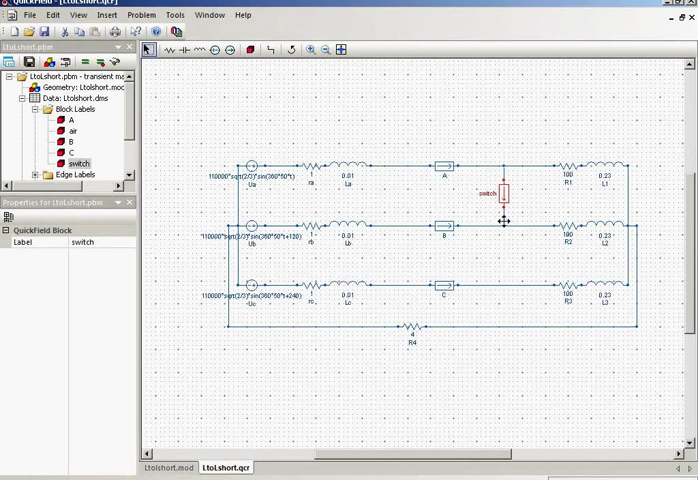 QuickField - [LtoLshort.qcr]
File Edit View Insert Problem Tools Window Help
LtoLshort.pbm
LtoLshort.pbm - transient ma
Geometry: Ltolshort.moc
Data: Ltolshort.dms
Block Labels
A
air
B
C
switch
Edge Labels
Properties for LtoLshort.pbm
QuickField Block
Label switch
110000*sqrt(2/3)*sin(360*50*t)
Ua
1
ra
0.01
La
A
100
R1
0.23
L1
switch
110000*sqrt(2/3)*sin(360*50*t+120)
Ub
1
rb
0.01
Lb
B
100
R2
0.23
L2
110000*sqrt(2/3)*sin(360*50*t+240)
Uc
1
rc
0.01
Lc
C
100
R3
0.23
L3
4
R4
LtoLshort.mod LtoLshort.qcr